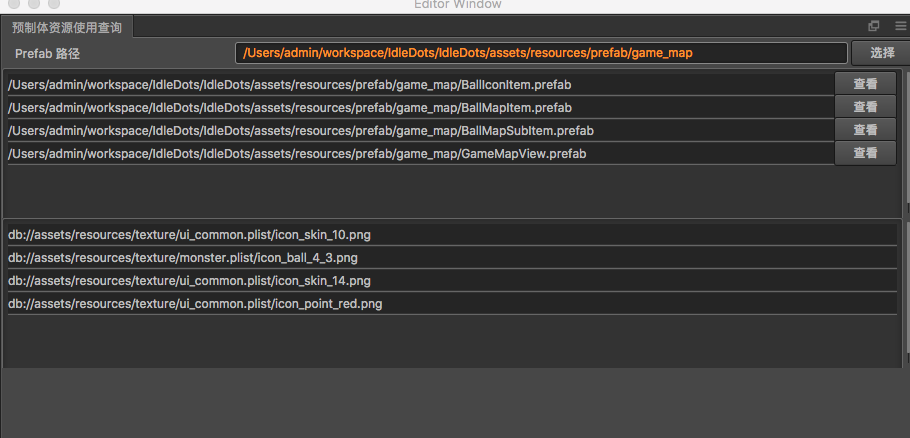 Editor Window
预制体资源使用查询
Prefab 路径 /Users/admin/workspace/IdleDots/IdleDots/assets/resources/prefab/game_map 选择
/Users/admin/workspace/IdleDots/IdleDots/assets/resources/prefab/game_map/BallIconItem.prefab 查看
/Users/admin/workspace/IdleDots/IdleDots/assets/resources/prefab/game_map/BallMapItem.prefab 查看
/Users/admin/workspace/IdleDots/IdleDots/assets/resources/prefab/game_map/BallMapSubItem.prefab 查看
/Users/admin/workspace/IdleDots/IdleDots/assets/resources/prefab/game_map/GameMapView.prefab 查看
db://assets/resources/texture/ui_common.plist/icon_skin_10.png
db://assets/resources/texture/monster.plist/icon_ball_4_3.png
db://assets/resources/texture/ui_common.plist/icon_skin_14.png
db://assets/resources/texture/ui_common.plist/icon_point_red.png